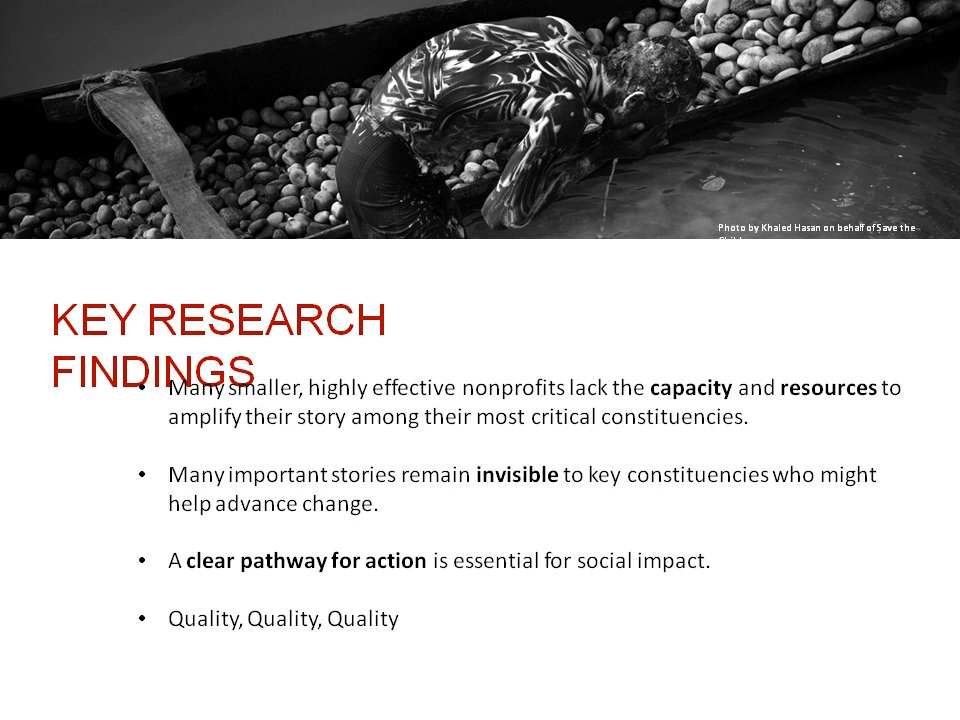 Photo by Khaled Hasan on behalf of Save the
KEY RESEARCH
FINDINGS
• Many smaller, highly effective nonprofits lack the capacity and resources to
amplify their story among their most critical constituencies.
• Many important stories remain invisible to key constituencies who might
help advance change.
• A clear pathway for action is essential for social impact.
• Quality, Quality, Quality